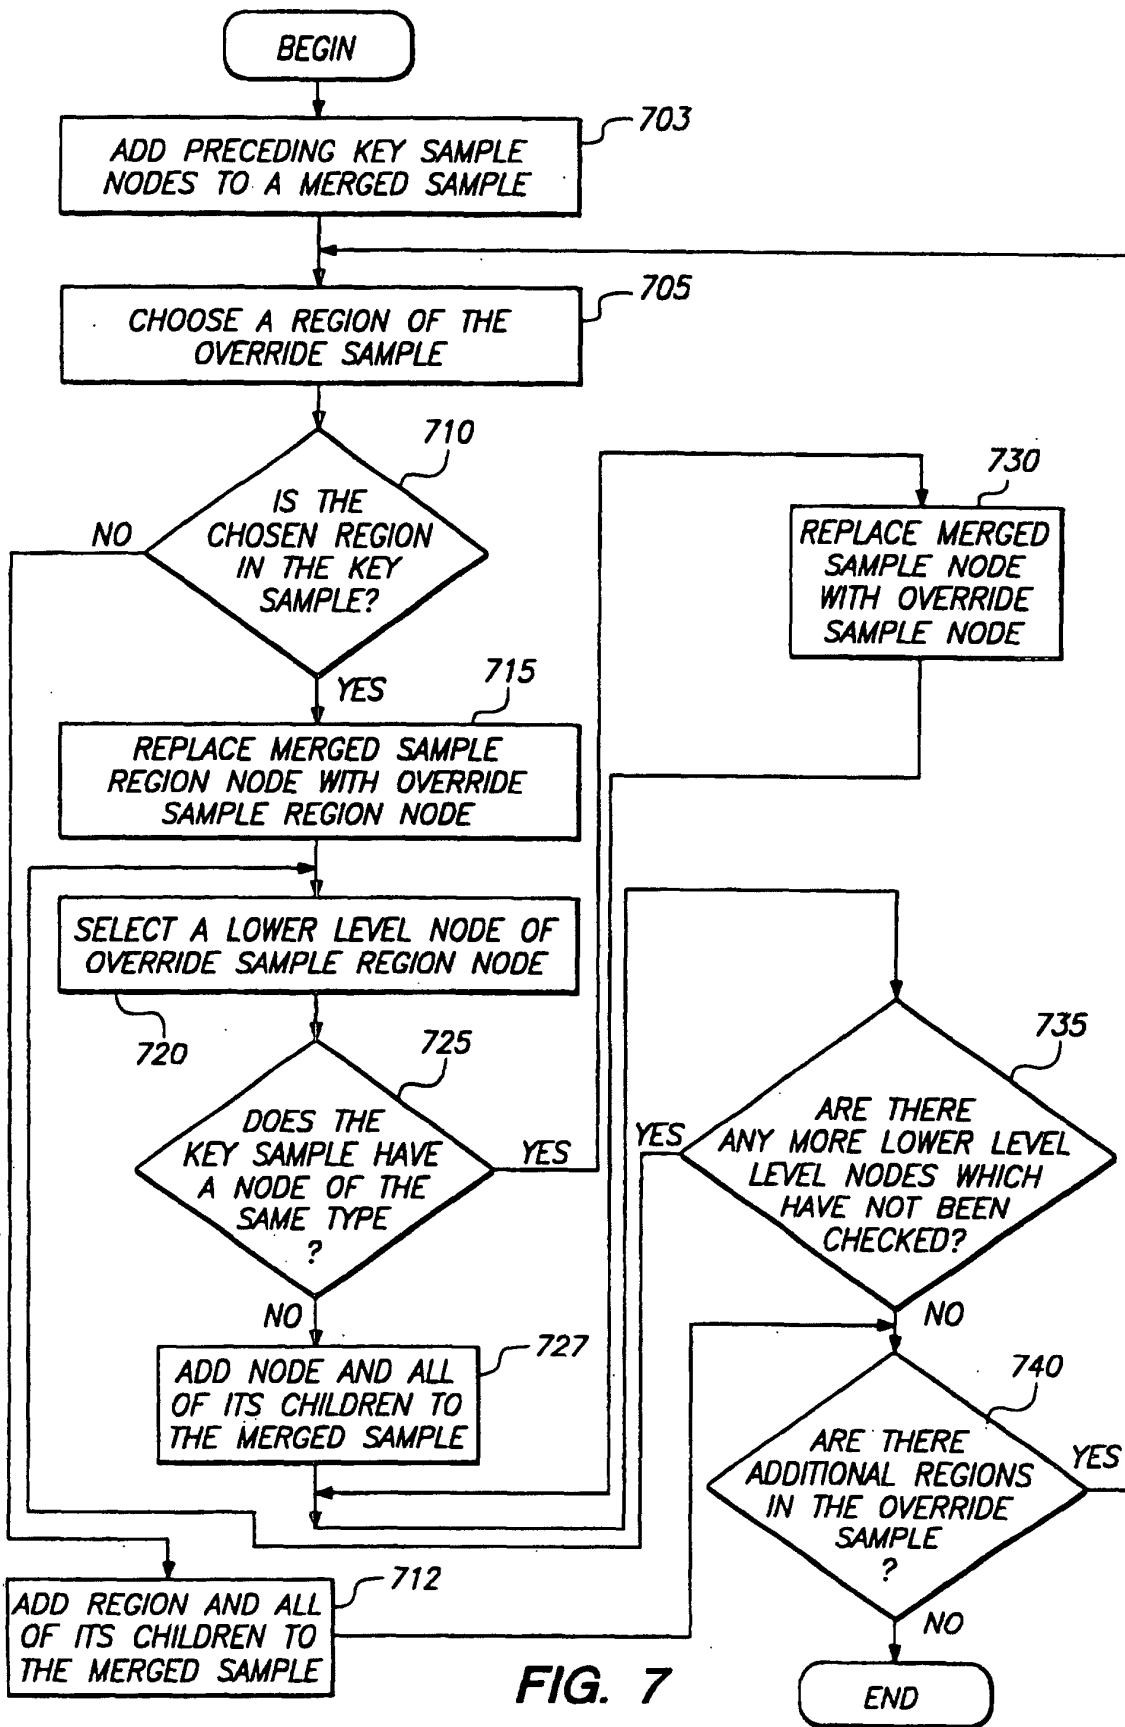 BEGIN
703
ADD PRECEDING KEY SAMPLE
NODES TO A MERGED SAMPLE
705
CHOOSE A REGION OF THE
OVERRIDE SAMPLE
710
IS THE
CHOSEN REGION
IN THE KEY
SAMPLE?
NO
YES
730
REPLACE MERGED
SAMPLE NODE
WITH OVERRIDE
SAMPLE NODE
715
REPLACE MERGED SAMPLE
REGION NODE WITH OVERRIDE
SAMPLE REGION NODE
SELECT A LOWER LEVEL NODE OF
OVERRIDE SAMPLE REGION NODE
720
725
DOES THE
KEY SAMPLE HAVE
A NODE OF THE
SAME TYPE
?
YES
NO
735
ARE THERE
ANY MORE LOWER LEVEL
LEVEL NODES WHICH
HAVE NOT BEEN
CHECKED?
YES
NO
727
ADD NODE AND ALL
OF ITS CHILDREN TO
THE MERGED SAMPLE
740
ARE THERE
ADDITIONAL REGIONS
IN THE OVERRIDE
SAMPLE
?
YES
NO
712
ADD REGION AND ALL
OF ITS CHILDREN TO
THE MERGED SAMPLE
FIG. 7
END